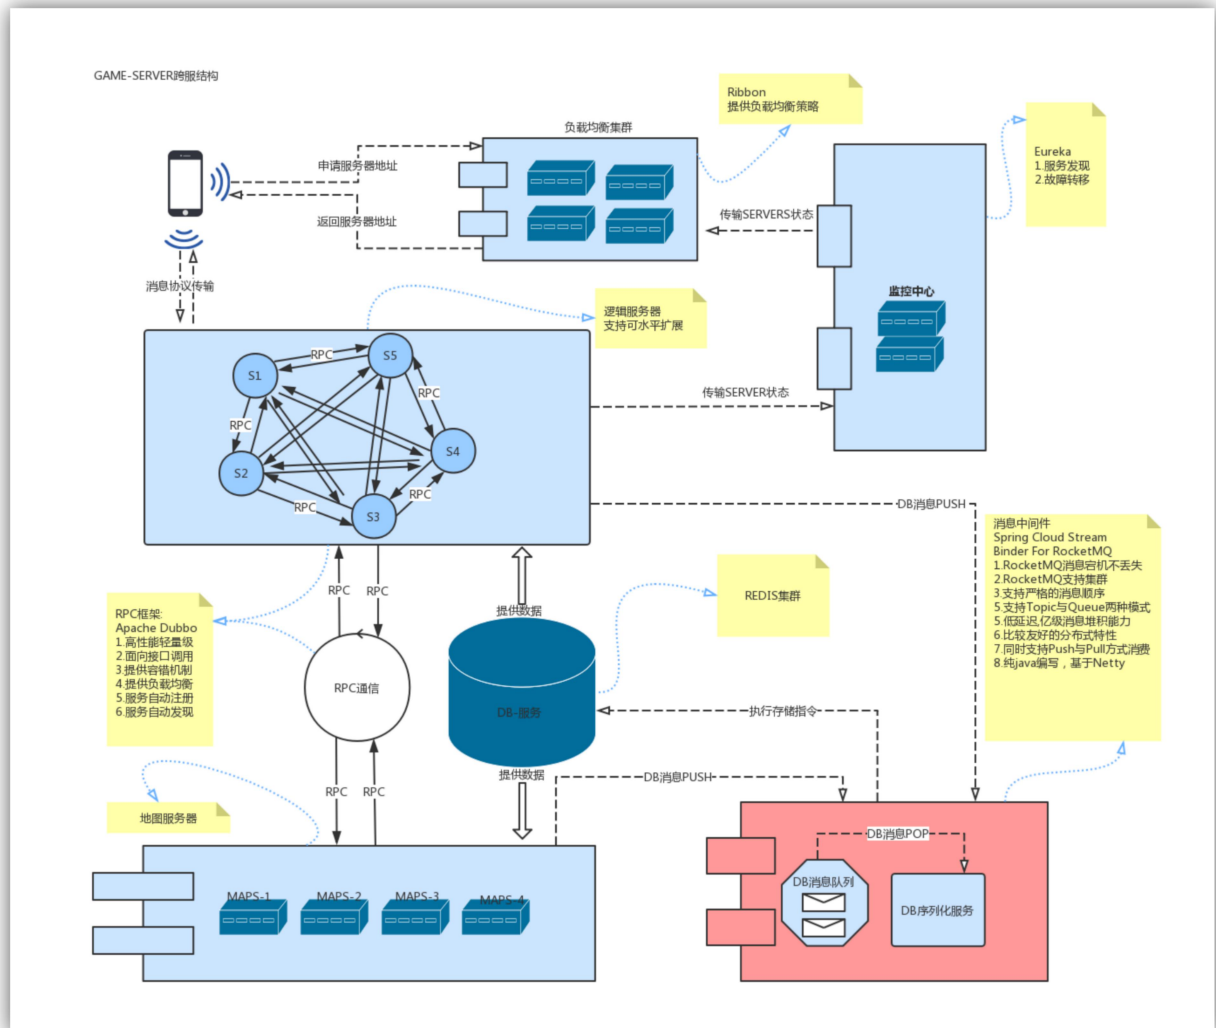 GAME-SERVER跨服结构
Ribbon
提供负载均衡策略
负载均衡集群
Eureka
1.服务发现
2.故障转移
申请服务器地址
返回服务器地址
传输SERVERS状态
消息协议传输
监控中心
逻辑服务器
支持可水平扩展
RPC
S5
S1
RPC
传输SERVER状态
RPC
S4
S2
RPC
RPC
S3
DB消息PUSH
消息中间件
Spring Cloud Stream
Binder For RocketMQ
1.RocketMQ消息宕机不丢失
2.RocketMQ支持集群
3.支持严格的消息顺序
5.支持Topic与Queue两种模式
5.低延迟,亿级消息堆积能力
6.比较友好的分布式特性
7.同时支持Push与Pull方式消费
8.纯java编写，基于Netty
RPC
RPC
提供数据
REDIS集群
RPC框架:
Apache Dubbo
1.高性能轻量级
2.面向接口调用
3.提供容错机制
4.提供负载均衡
5.服务自动注册
6.服务自动发现
RPC通信
DB-服务
执行存储指令
提供数据
DB消息PUSH
RPC
RPC
地图服务器
DB消息POP
DB消息队列
DB序列化服务
MAPS-1
MAPS-2
MAPS-3
MAPS-4